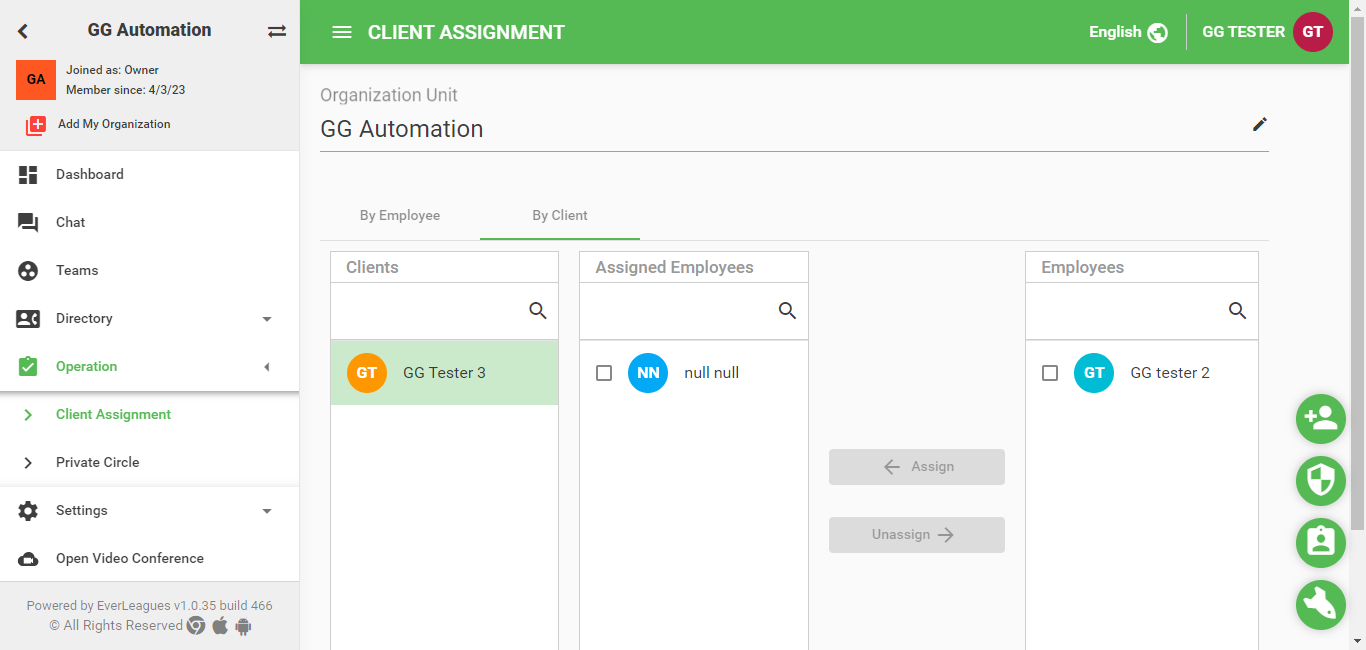 GG Automation
GA
Joined as: Owner
Member since: 4/3/23
Add My Organization
Dashboard
Chat
Teams
Directory
Operation
Client Assignment
Private Circle
Settings
Open Video Conference
Powered by EverLeagues v1.0.35 build 466
© All Rights Reserved
CLIENT ASSIGNMENT
English
GG TESTER
GT
Organization Unit
GG Automation
By Employee
By Client
Clients
GT
GG Tester 3
Assigned Employees
NN
null null
Assign
Unassign
Employees
GT
GG tester 2